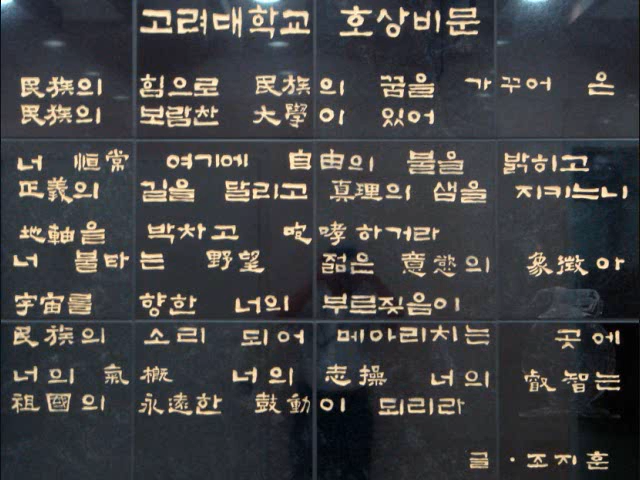 고려대학교 호상비문
民族의 힘으로 民族의 꿈을 가꾸어 온
民族의 보람찬 大學이 있어
너 恒常 여기에 自由의 불을 밝히고
正義의 길을 달리고 眞理의 샘을 지키느니
地軸을 박차고 咆哮하거라
너 불타는 野望 젊은 意慾의 象徵아
宇宙를 향한 너의 부르짖음이
民族의 소리 되어 메아리치는 곳에
너의 氣槪 너의 志操 너의 叡智는
祖國의 永遠한 鼓動이 되리라
글 · 조지훈